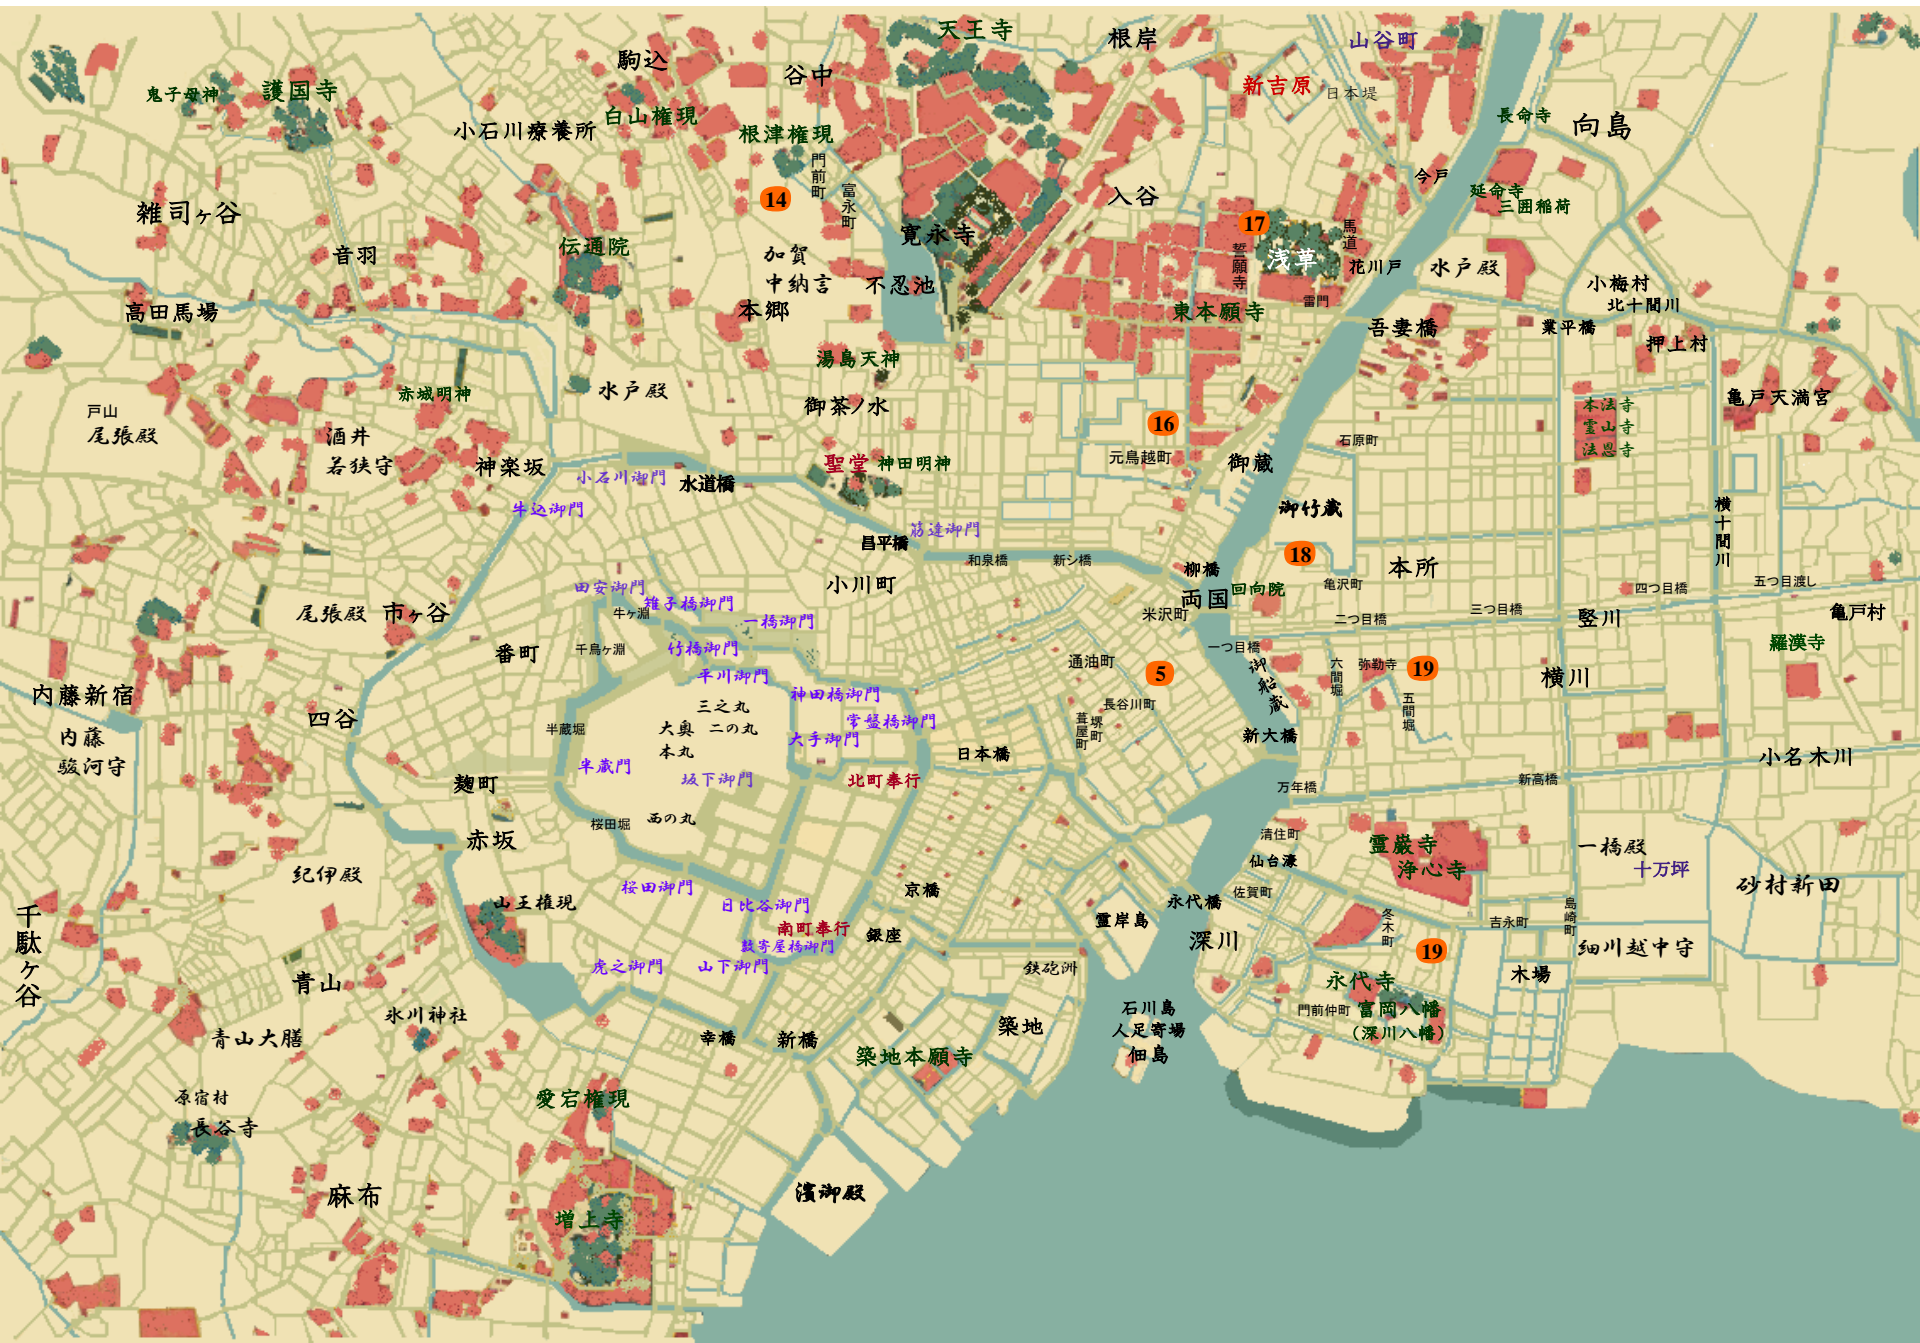 天王寺
根岸
山谷町
駒込
谷中
新吉原
日本堤
鬼子母神
護国寺
小石川療養所
白山権現
根津権現
長命寺
向島
門前町
富永町
14
入谷
今戸
延命寺
三囲稲荷
雑司ヶ谷
音羽
伝通院
加賀
中納言
寛永寺
不忍池
17
誓願寺
浅草
馬道
花川戸
雷門
水戸殿
小梅村
北十間川
高田馬場
本郷
東本願寺
吾妻橋
業平橋
押上村
湯島天神
赤城明神
水戸殿
御茶ノ水
戸山
尾張殿
酒井
若狭守
神楽坂
聖堂
神田明神
16
元鳥越町
御蔵
石原町
本法寺
霊山寺
法恩寺
亀戸天満宮
小石川御門
水道橋
牛込御門
筋違御門
昌平橋
和泉橋
新シ橋
御竹蔵
横十間川
18
柳橋
両国
回向院
亀沢町
本所
四つ目橋
五つ目渡し
小川町
田安御門
雉子橋御門
牛ヶ淵
一橋御門
尾張殿
市ヶ谷
米沢町
二つ目橋
三つ目橋
竪川
亀戸村
羅漢寺
番町
千鳥ヶ淵
竹橋御門
平川御門
神田橋御門
通油町
5
一つ目橋
御船蔵
六間堀
弥勒寺
19
五間堀
横川
内藤新宿
内藤
駿河守
四谷
半蔵堀
三之丸
大奥
二の丸
本丸
常盤橋御門
大手御門
長谷川町
葺屋町
堺町
新大橋
日本橋
半蔵門
坂下御門
北町奉行
麹町
万年橋
新高橋
小名木川
桜田堀
西の丸
赤坂
清住町
仙台濠
霊巌寺
浄心寺
一橋殿
十万坪
砂村新田
紀伊殿
山王権現
桜田御門
日比谷御門
南町奉行
数寄屋橋御門
京橋
銀座
霊岸島
永代橋
佐賀町
深川
冬木町
吉永町
島崎町
細川越中守
千駄ヶ谷
青山
虎之御門
山下御門
鉄砲洲
19
木場
永代寺
門前仲町
富岡八幡
(深川八幡)
氷川神社
青山大膳
幸橋
新橋
築地
石川島
人足寄場
佃島
築地本願寺
原宿村
長谷寺
愛宕権現
麻布
濱御殿
増上寺